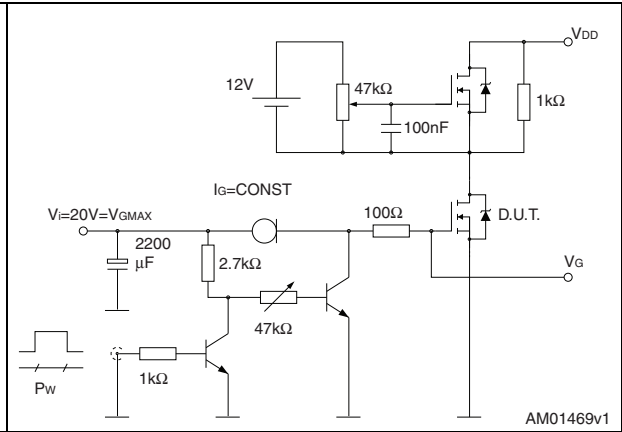 VDD
12V
47kΩ
1kΩ
100nF
IG=CONST
Vi=20V=VGMAX
100Ω
D.U.T.
2200
μF
2.7kΩ
VG
47kΩ
1kΩ
PW
AM01469v1